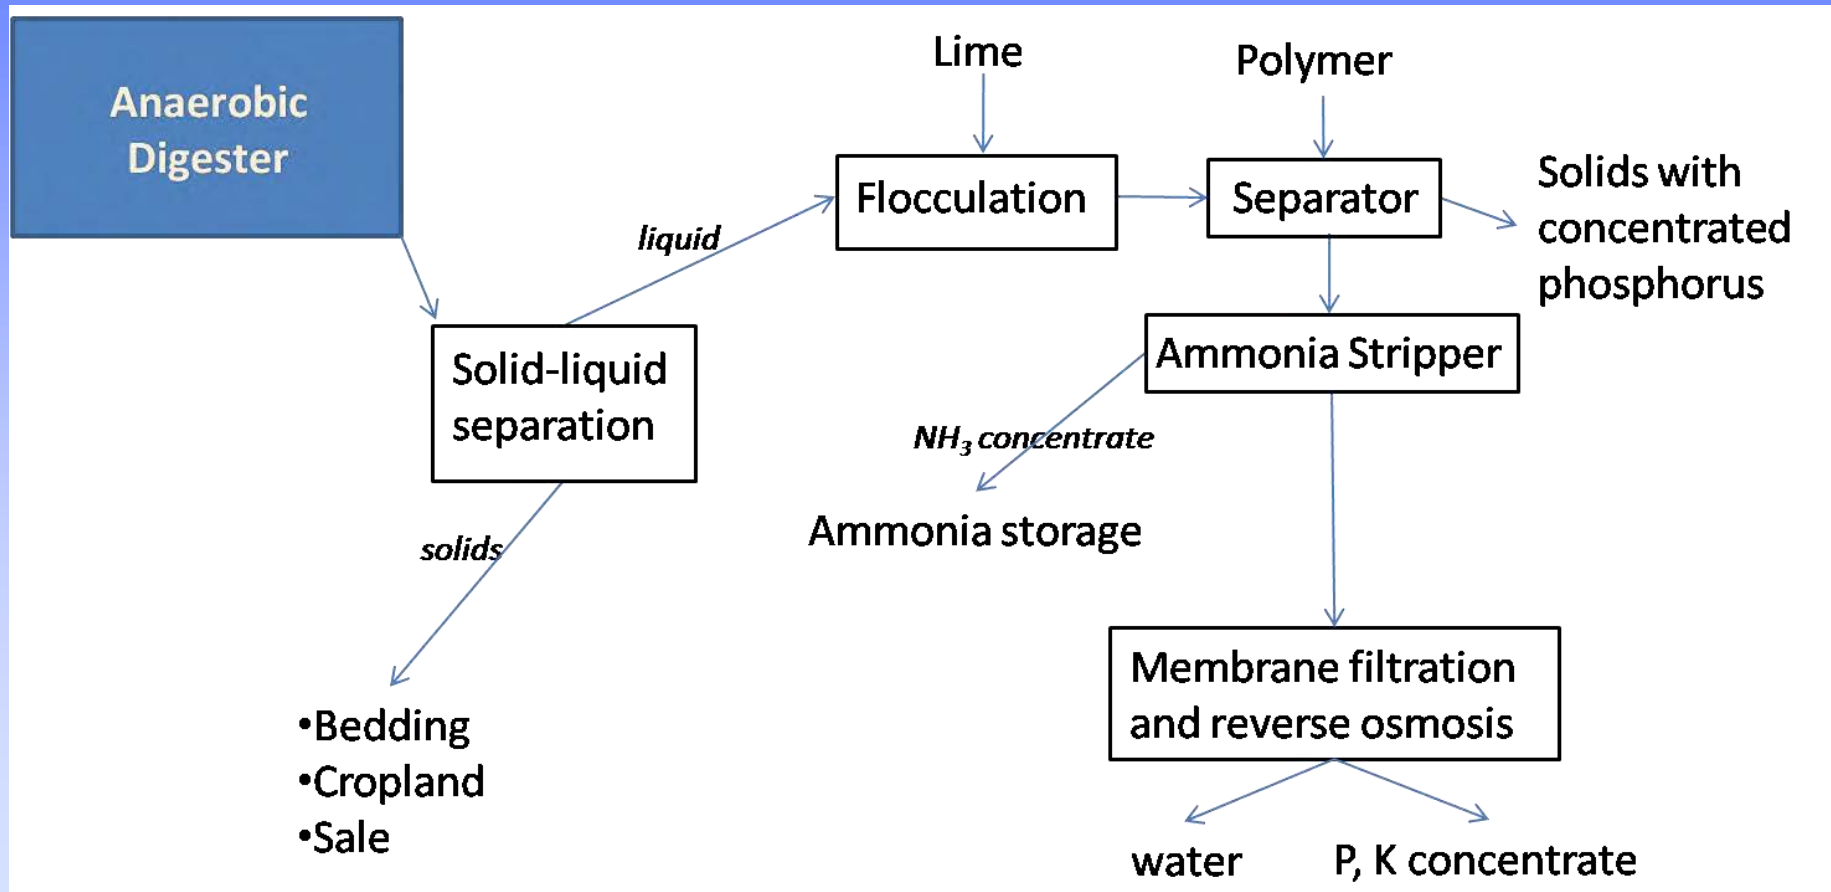 Anaerobic
Digester
Lime
Polymer
Flocculation
Separator
Solids with
concentrated
phosphorus
liquid
Solid-liquid
separation
Ammonia Stripper
NH₃ concentrate
Ammonia storage
solids
Membrane filtration
and reverse osmosis
•Bedding
•Cropland
•Sale
water
P, K concentrate